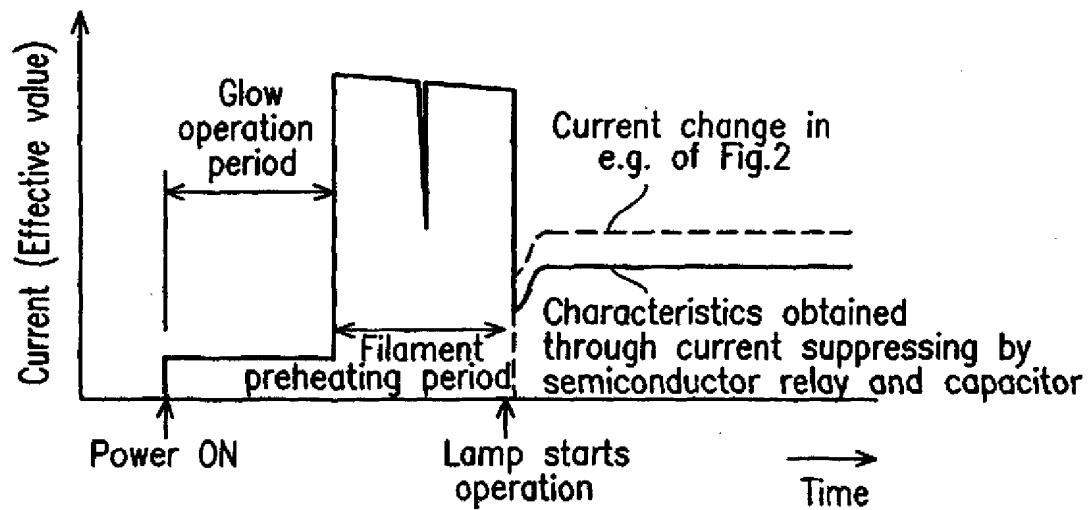 Current (Effective value)
Glow
operation
period
Current change in
e.g. of Fig.2
Filament
preheating period
Characteristics obtained
through current suppressing by
semiconductor relay and capacitor
Power ON
Lamp starts
operation
Time